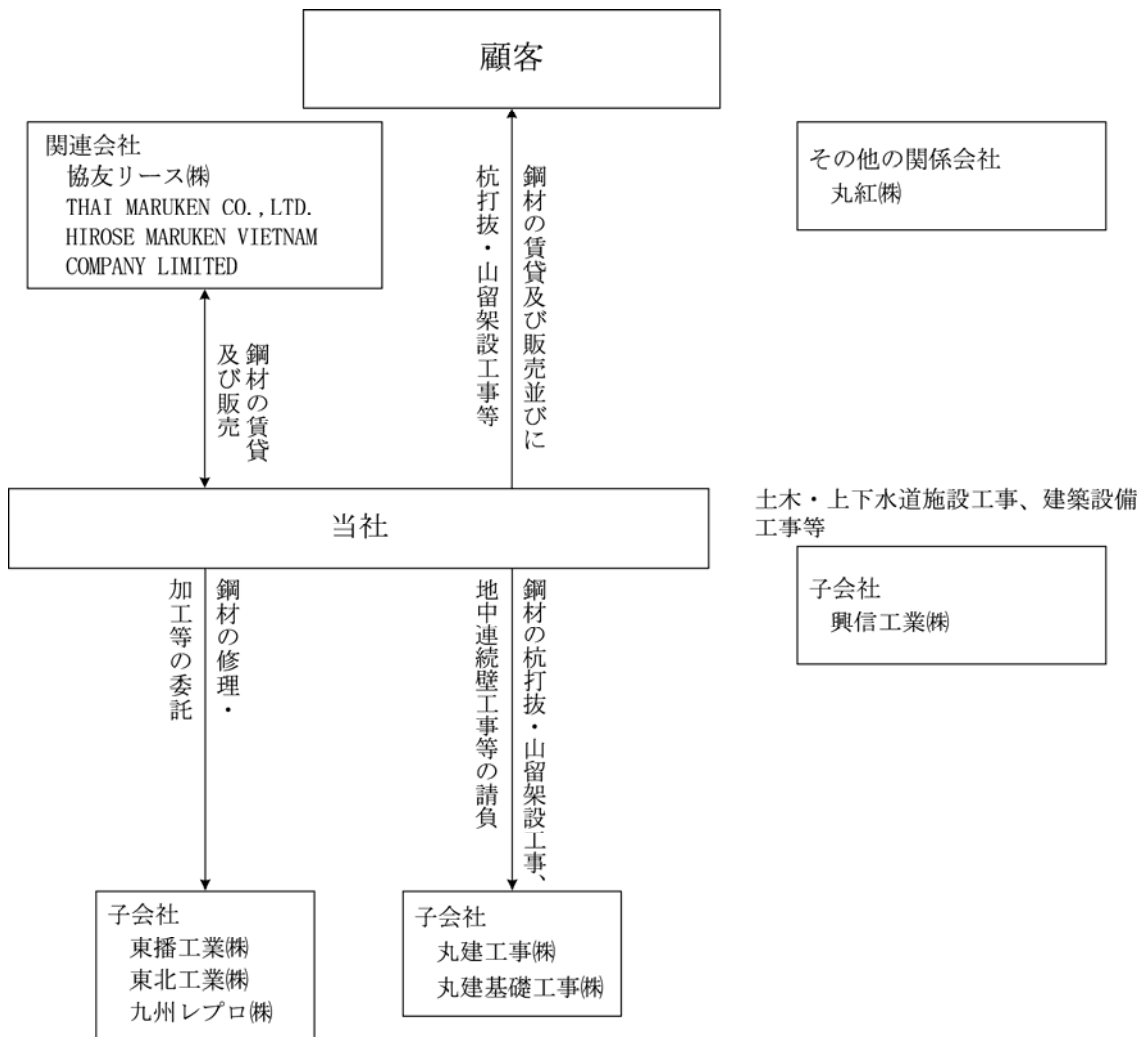 顧客
関連会社
協友リース㈱
THAI MARUKEN CO.,LTD.
HIROSE MARUKEN VIETNAM
COMPANY LIMITED
その他の関係会社
丸紅㈱
鋼材の賃貸及び販売並びに
杭打抜・山留架設工事等
鋼材の賃貸
及び販売
当社
土木・上下水道施設工事、建築設備
工事等
子会社
興信工業㈱
鋼材の修理・
加工等の委託
鋼材の杭打抜・山留架設工事、
地中連続壁工事等の請負
子会社
東播工業㈱
東北工業㈱
九州レプロ㈱
子会社
丸建工事㈱
丸建基礎工事㈱